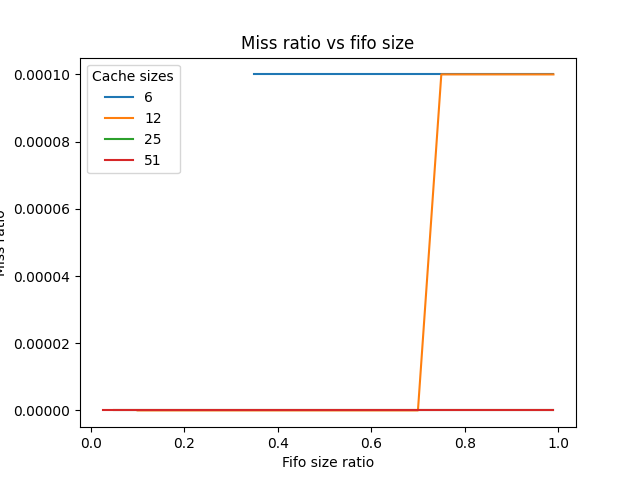 Miss ratio vs fifo size
Cache sizes
6
12
25
51
0.00010
0.00008
0.00006
0.00004
0.00002
0.00000
Miss ratio
0.0 0.2 0.4 0.6 0.8 1.0
Fifo size ratio